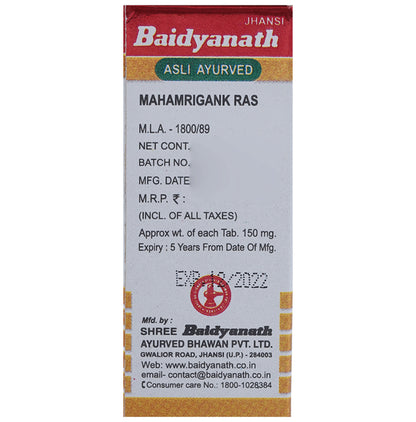 JHANSI
Baidyanath
ASLI AYURVED
MAHAMRIGANK RAS
M.L.A. - 1800/89
NET CONT.
BATCH NO.
MFG. DATE
M.R.P. ₹ :
(INCL. OF ALL TAXES)
Approx wt. of each Tab. 150 mg.
Expiry : 5 Years From Date Of Mfg.
EXP /2022
Mfd. by :
SHREE Baidyanath
AYURVED BHAWAN PVT. LTD.
GWALIOR ROAD, JHANSI (U.P.) - 284003
Web: www.baidyanath.co.in
email- contact@baidyanath.co.in
Consumer care No.: 1800-1028384